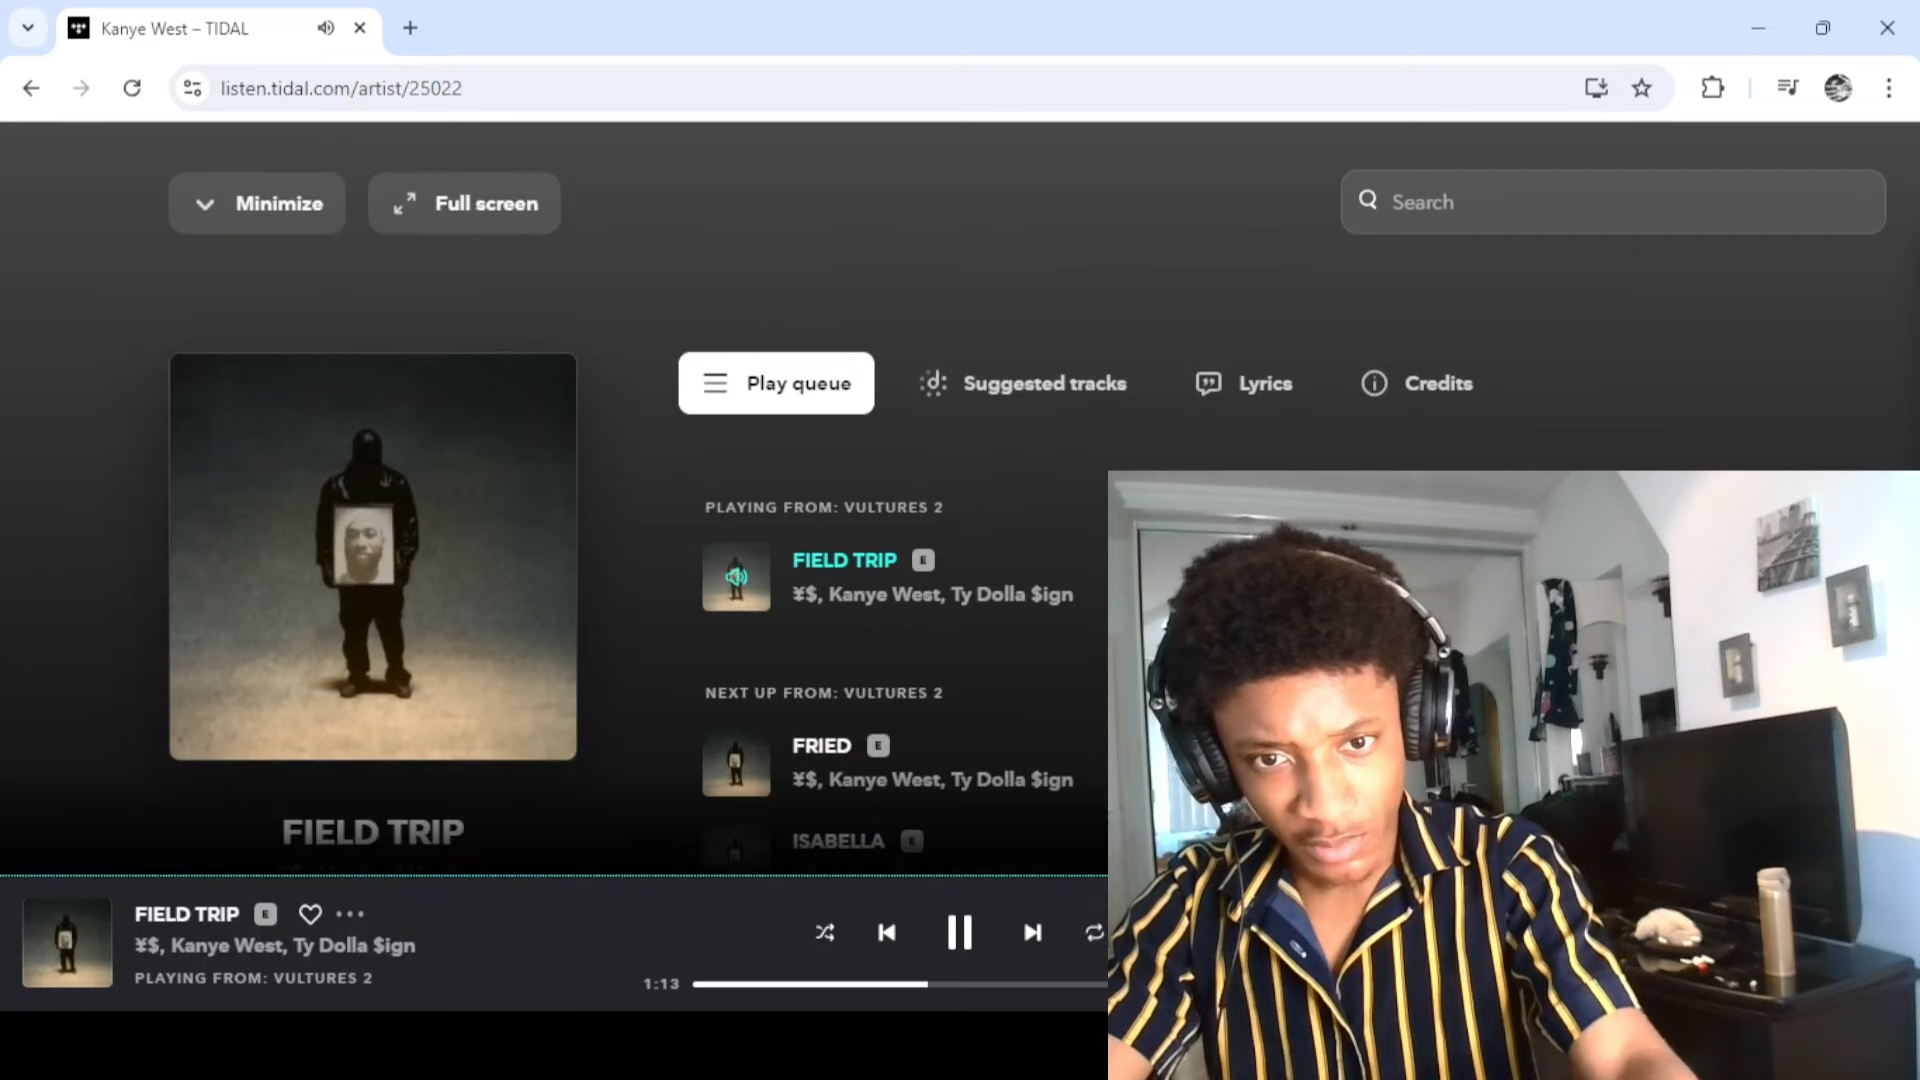 Kanye West – TIDAL
listen.tidal.com/artist/25022
Minimize
Full screen
Search
Play queue
Suggested tracks
Lyrics
Credits
PLAYING FROM: VULTURES 2
FIELD TRIP E
¥$, Kanye West, Ty Dolla $ign
NEXT UP FROM: VULTURES 2
FRIED E
¥$, Kanye West, Ty Dolla $ign
ISABELLA E
FIELD TRIP
FIELD TRIP E
¥$, Kanye West, Ty Dolla $ign
PLAYING FROM: VULTURES 2
1:13